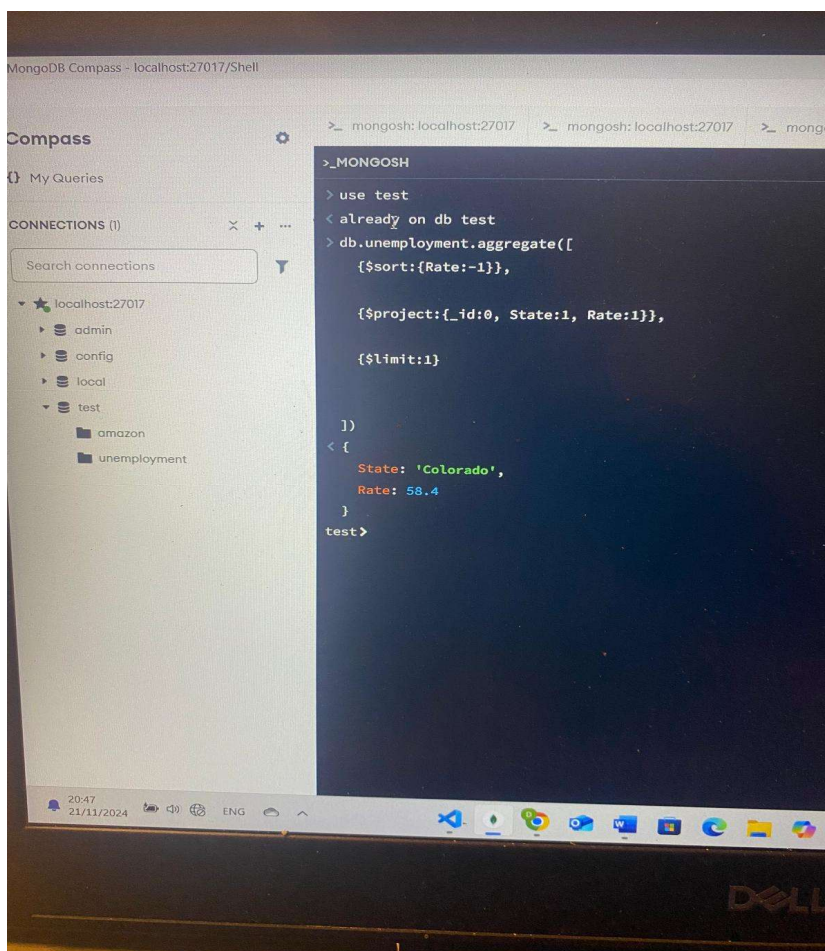 MongoDB Compass - localhost:27017/Shell
Compass
{} My Queries
CONNECTIONS (1)
Search connections
localhost:27017
admin
config
local
test
amazon
unemployment
>_ mongosh: localhost:27017 >_ mongosh: localhost:27017 >_ mong
>_MONGOSH
> use test
< already on db test
> db.unemployment.aggregate([
{$sort:{Rate:-1}},
{$project:{_id:0, State:1, Rate:1}},
{$limit:1}
])
< {
State: 'Colorado',
Rate: 58.4
}
test>
20:47
21/11/2024
ENG
DELL